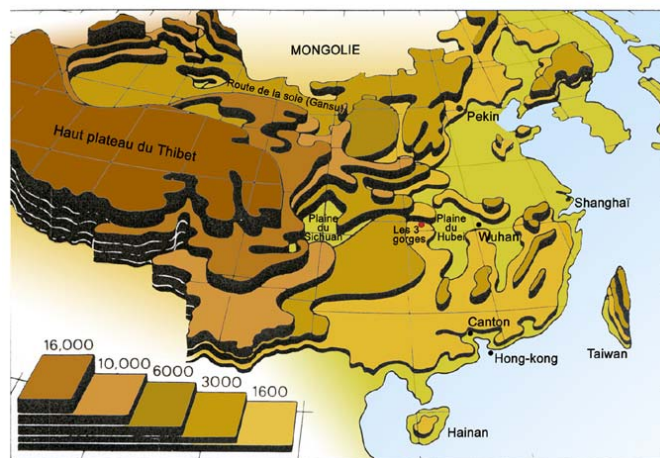 MONGOLIE
Route de la soie (Gansu)
Pekin
Haut plateau du Thibet
Shanghaï
Plaine
du
Sichuan
Les 3
gorges
Plaine
du
Hubei
Wuhan
Canton
Hong-kong
Taiwan
Hainan
16,000
10,000
6000
3000
1600